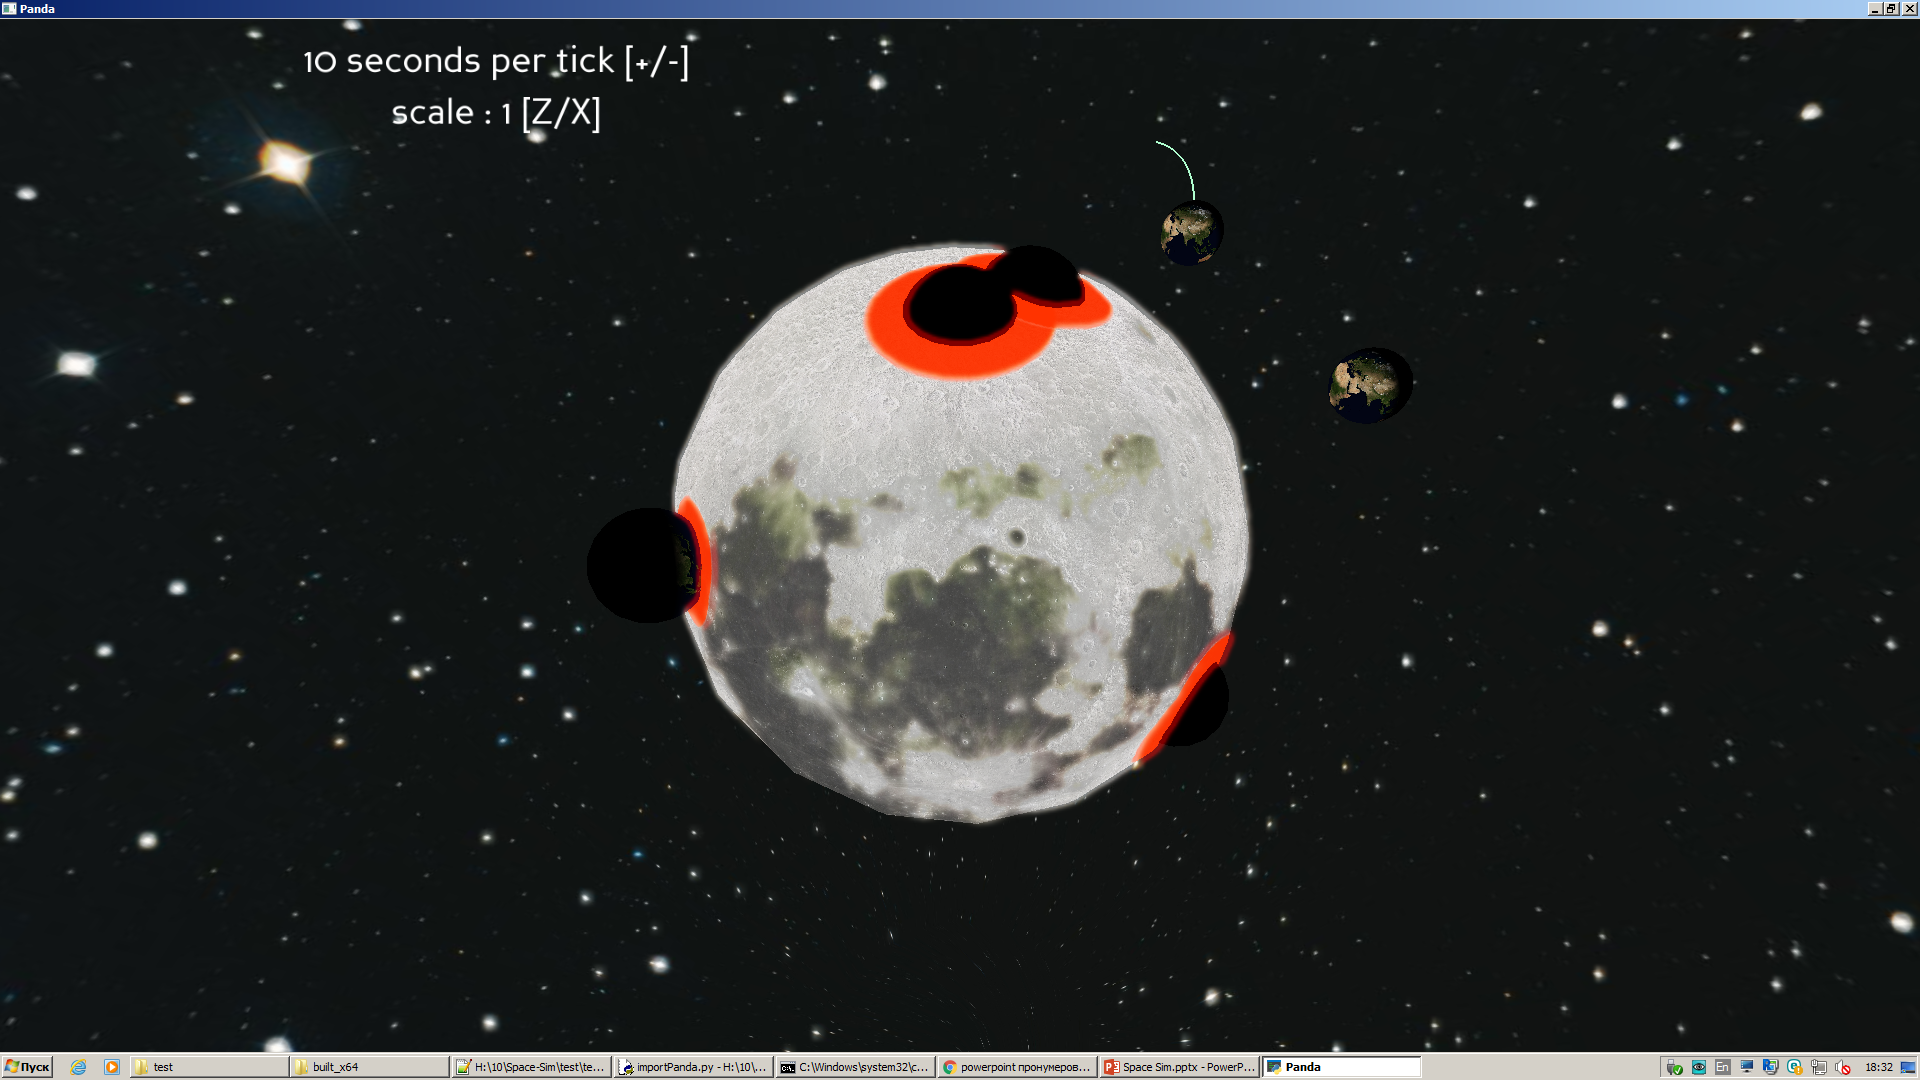 Panda
10 seconds per tick [+/-]
scale : 1 [Z/X]
Пуск
test
built_x64
H:\10\Space-Sim\test\te...
importPanda.py - H:\10\...
C:\Windows\system32\c...
powerpoint пронумеров...
Space Sim.pptx - PowerP...
Panda
En
18:32